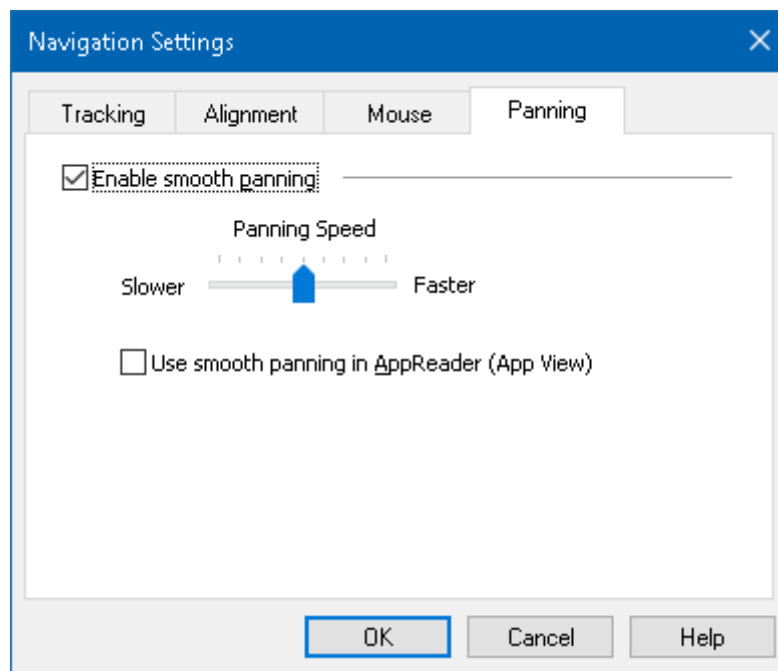 Navigation Settings
Tracking Alignment Mouse Panning
Enable smooth panning
Panning Speed
Slower Faster
Use smooth panning in AppReader (App View)
OK Cancel Help